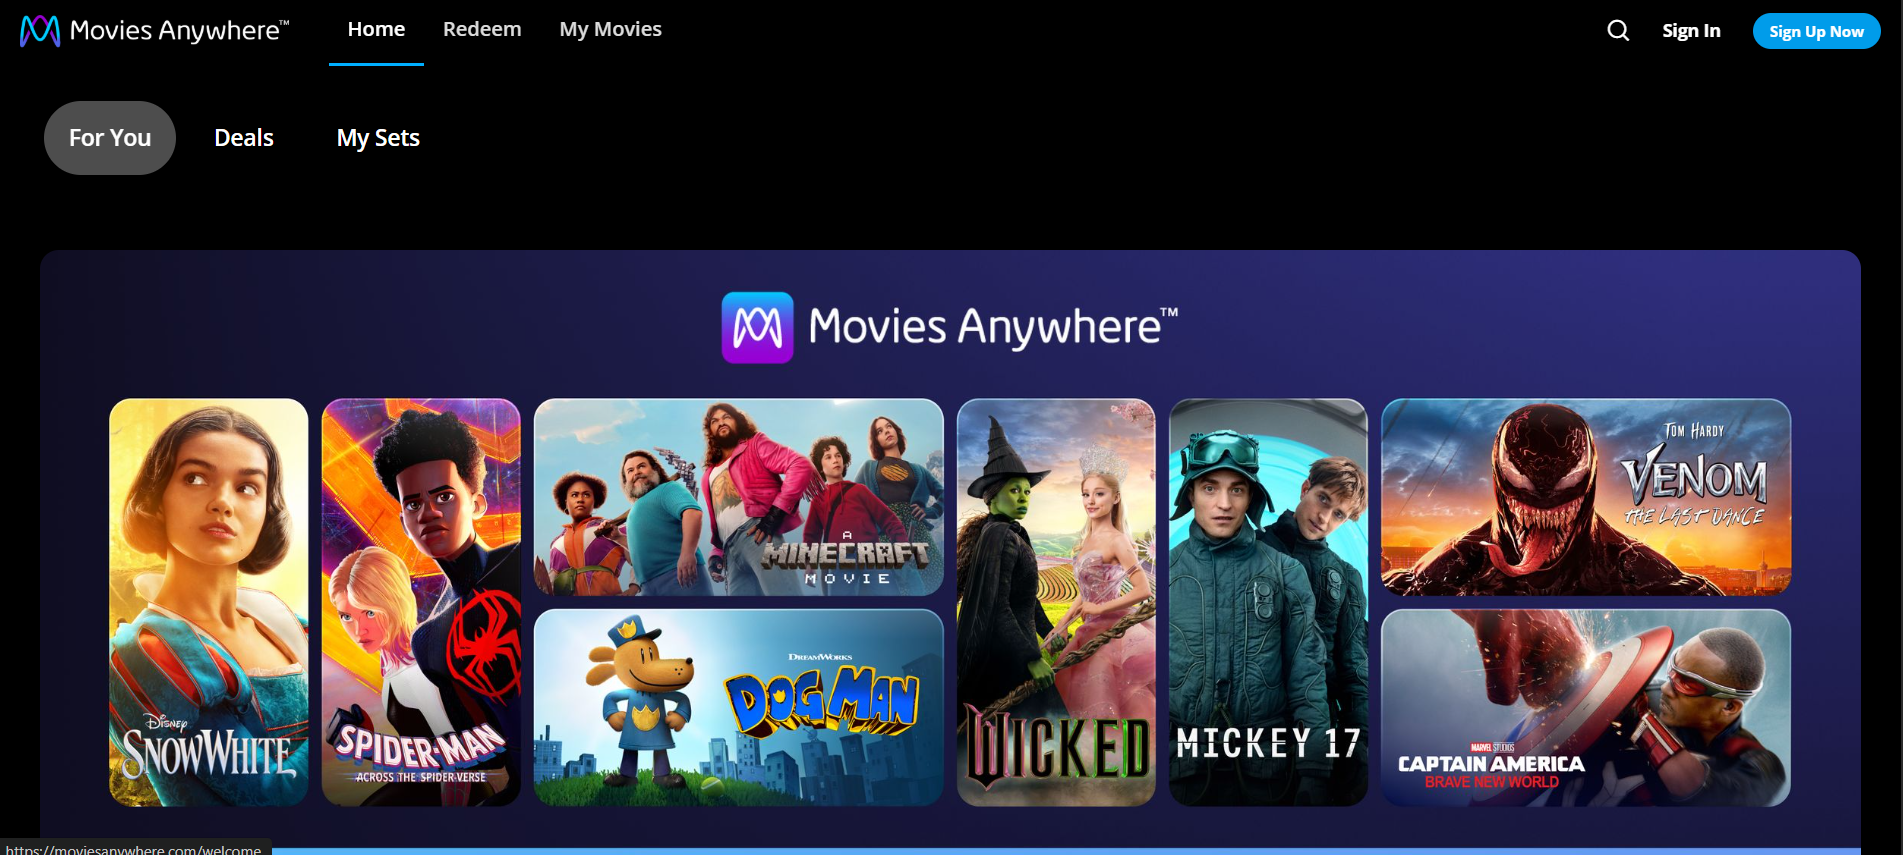 Movies Anywhere™
Home
Redeem
My Movies
Sign In
Sign Up Now
For You
Deals
My Sets
Movies Anywhere™
Disney
SNOW WHITE
SPIDER-MAN
ACROSS THE SPIDER-VERSE
A
MINECRAFT
MOVIE
DREAMWORKS
DOG MAN
WICKED
MICKEY 17
TOM HARDY
VENOM
THE LAST DANCE
MARVEL STUDIOS
CAPTAIN AMERICA
BRAVE NEW WORLD
https://moviesanywhere.com/welcome